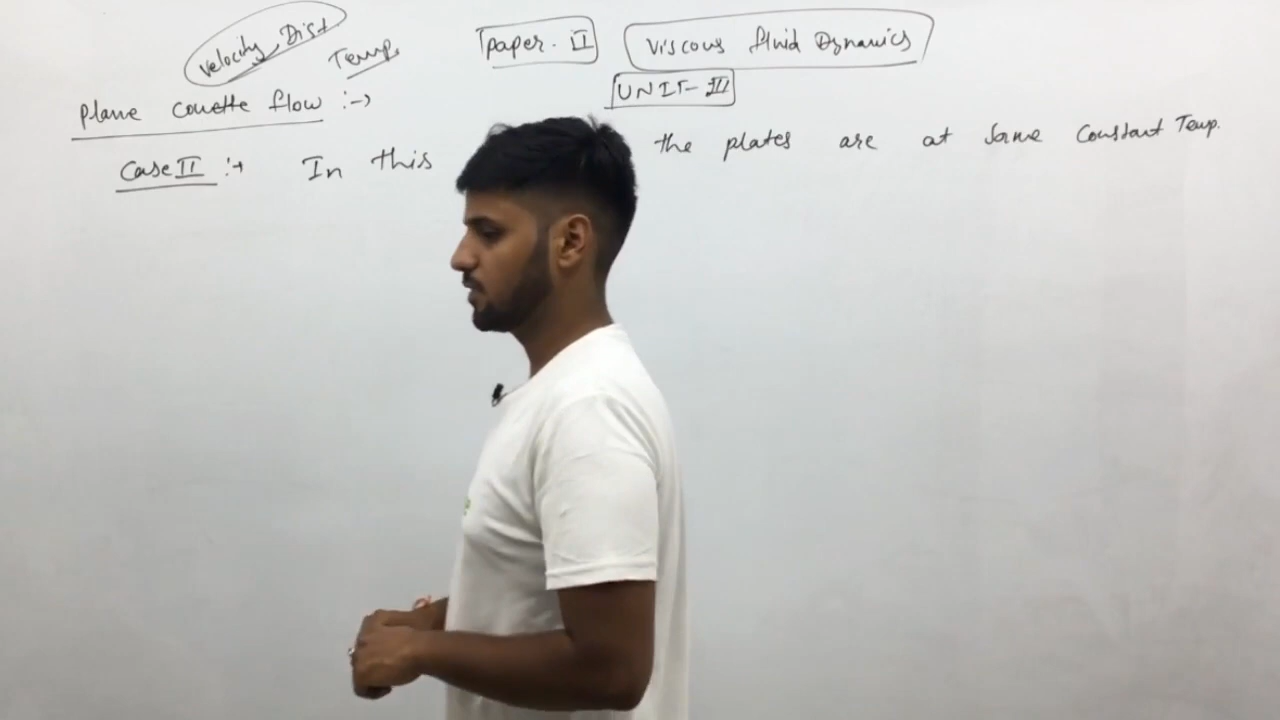 Velocity Dist
Temp.
paper-II
Viscous fluid Dynamics
UNIT-III
plane couette flow :->
Case II :-> In this the plates are at same constant Temp.